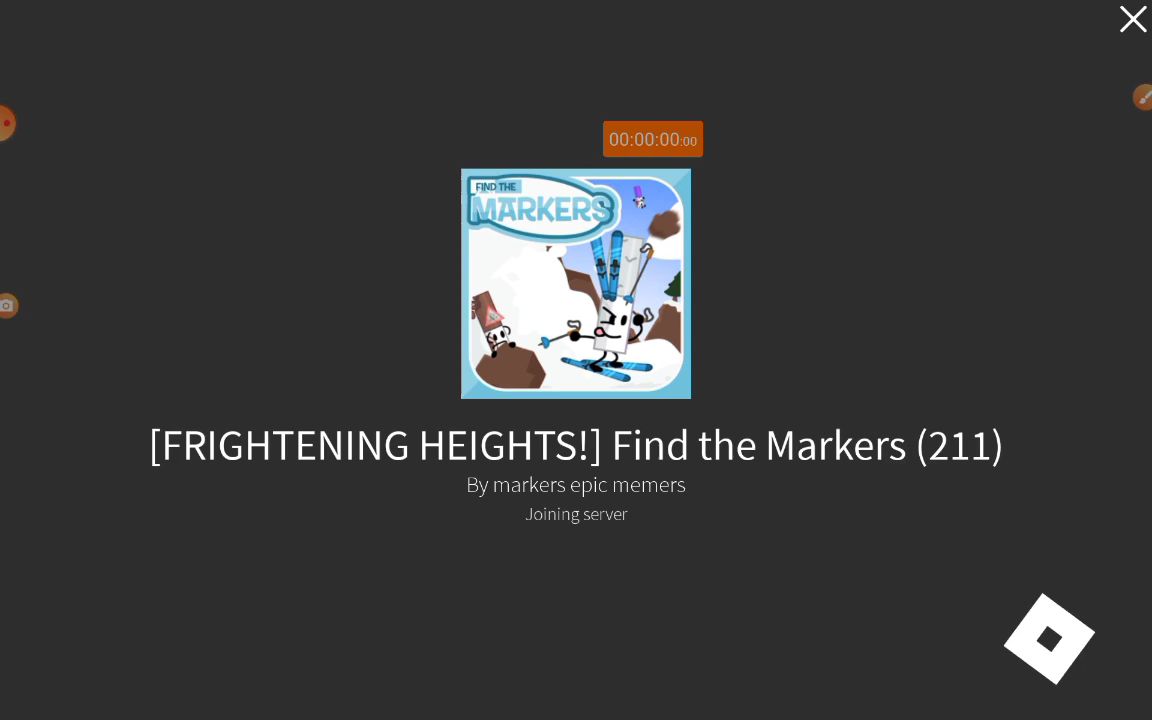 00:00:00:00
FIND THE
MARKERS
[FRIGHTENING HEIGHTS!] Find the Markers (211)
By markers epic memers
Joining server